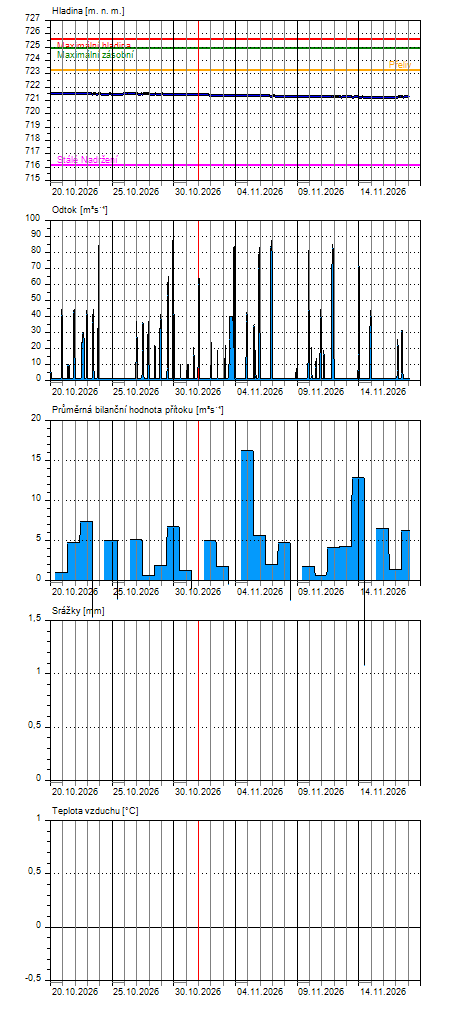 Hladina [m. n. m.]
727
726
725
724
723
722
721
720
719
718
717
716
715
Maximální hladina
Maximální zásobní
Přeliv
Stálé Nadržení
20.10.2026 25.10.2026 30.10.2026 04.11.2026 09.11.2026 14.11.2026
Odtok [m³s⁻¹]
100
90
80
70
60
50
40
30
20
10
0
20.10.2026 25.10.2026 30.10.2026 04.11.2026 09.11.2026 14.11.2026
Průměrná bilanční hodnota přítoku [m³s⁻¹]
20
15
10
5
0
20.10.2026 25.10.2026 30.10.2026 04.11.2026 09.11.2026 14.11.2026
Srážky [mm]
1,5
1
0,5
0
20.10.2026 25.10.2026 30.10.2026 04.11.2026 09.11.2026 14.11.2026
Teplota vzduchu [°C]
1
0,5
0
-0,5
20.10.2026 25.10.2026 30.10.2026 04.11.2026 09.11.2026 14.11.2026